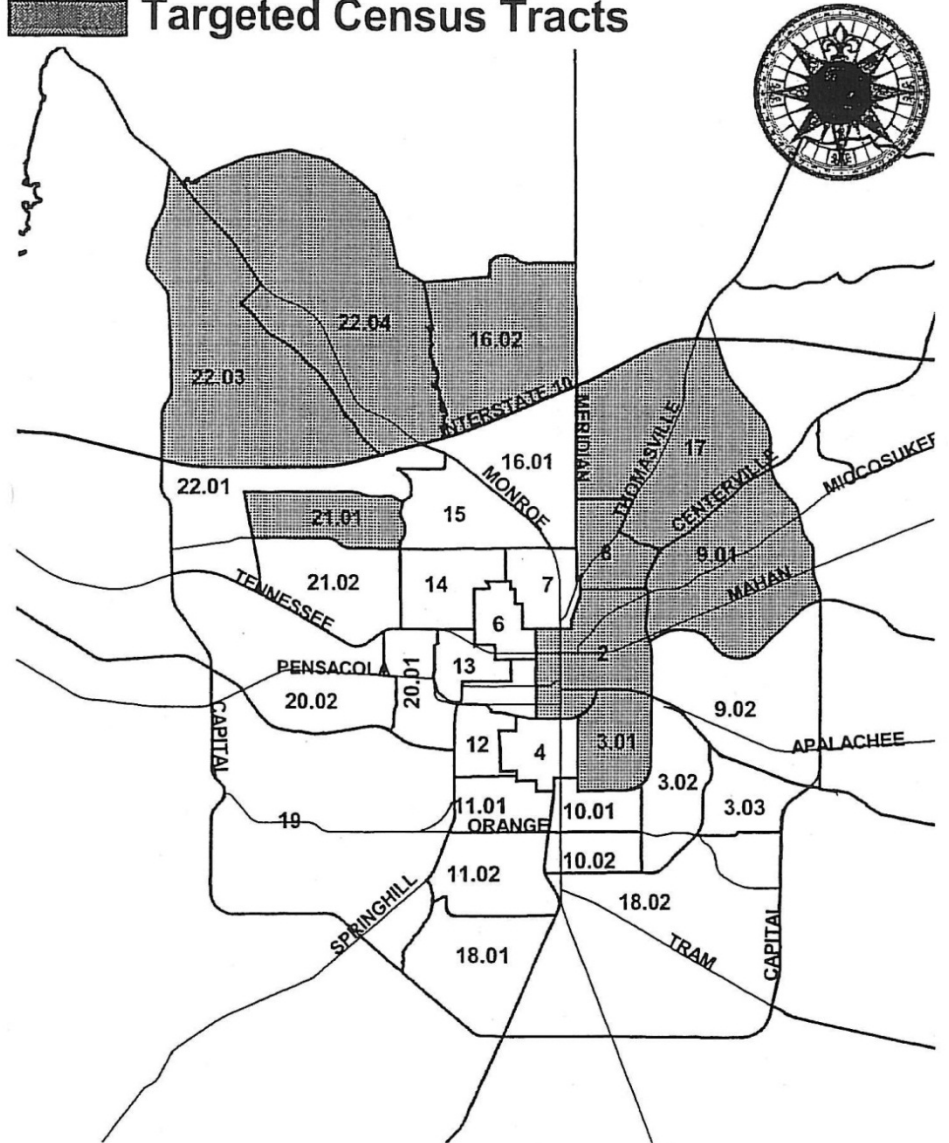 Targeted Census Tracts
22.04
16.02
22.03
INTERSTATE 10
MERIDIAN
THOMASVILLE
17
CENTERVILLE
16.01
MONROE
MICCOSUKEE
22.01
21.01
15
8
9.01
TENNESSEE
21.02
14
7
MAHAN
6
2
PENSACOLA
20.01
13
20.02
CAPITAL
9.02
12
4
3.01
APALACHEE
3.02
3.03
11.01
10.01
19
ORANGE
10.02
11.02
SPRINGHILL
18.02
TRAM
CAPITAL
18.01